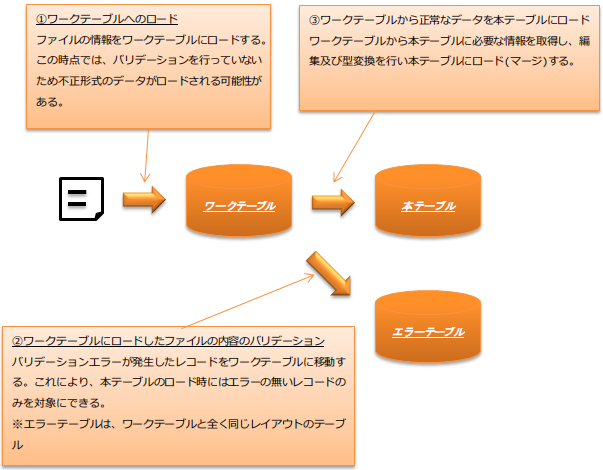 ①ワークテーブルへのロード
ファイルの情報をワークテーブルにロードする。
この時点では、バリデーションを行っていない
ため不正形式のデータがロードされる可能性が
ある。
③ワークテーブルから正常なデータを本テーブルにロード
ワークテーブルから本テーブルに必要な情報を取得し、編
集及び型変換を行い本テーブルにロード(マージ)する。
ワークテーブル
本テーブル
エラーテーブル
②ワークテーブルにロードしたファイルの内容のバリデーション
バリデーションエラーが発生したレコードをワークテーブルに移動す
る。これにより、本テーブルのロード時にはエラーの無いレコードの
みを対象にできる。
※エラーテーブルは、ワークテーブルと全く同じレイアウトのテーブ
ル